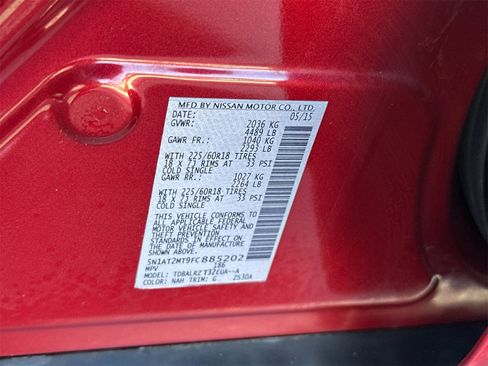 MFD BY NISSAN MOTOR CO., LTD.
DATE: 05/15
GVWR: 2036 KG
4489 LB
GAWR FR.: 1040 KG
2293 LB
WITH 225/60R18 TIRES
18 X 7J RIMS AT 33 PSI
COLD SINGLE
GAWR RR.: 1027 KG
2264 LB
WITH 225/60R18 TIRES
18 X 7J RIMS AT 33 PSI
COLD SINGLE
THIS VEHICLE CONFORMS TO
ALL APPLICABLE FEDERAL
MOTOR VEHICLE SAFETY
STANDARDS IN EFFECT ON
THE DATE OF MANUFACTURE
SHOWN ABOVE.
5N1AT2MT9FC885202
MPV 186
MODEL: TDBALRZ T32EUA--A
COLOR: NAH TRIM: G 2530A